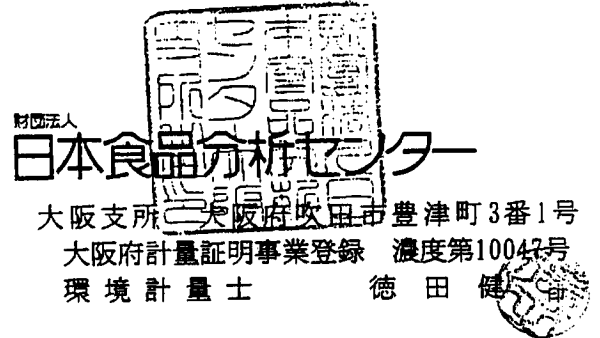 財団法人
日本食品分析センター
大阪支所 大阪府吹田市豊津町3番1号
大阪府計量証明事業登録 濃度第10047号
環境計量士 徳田健
印